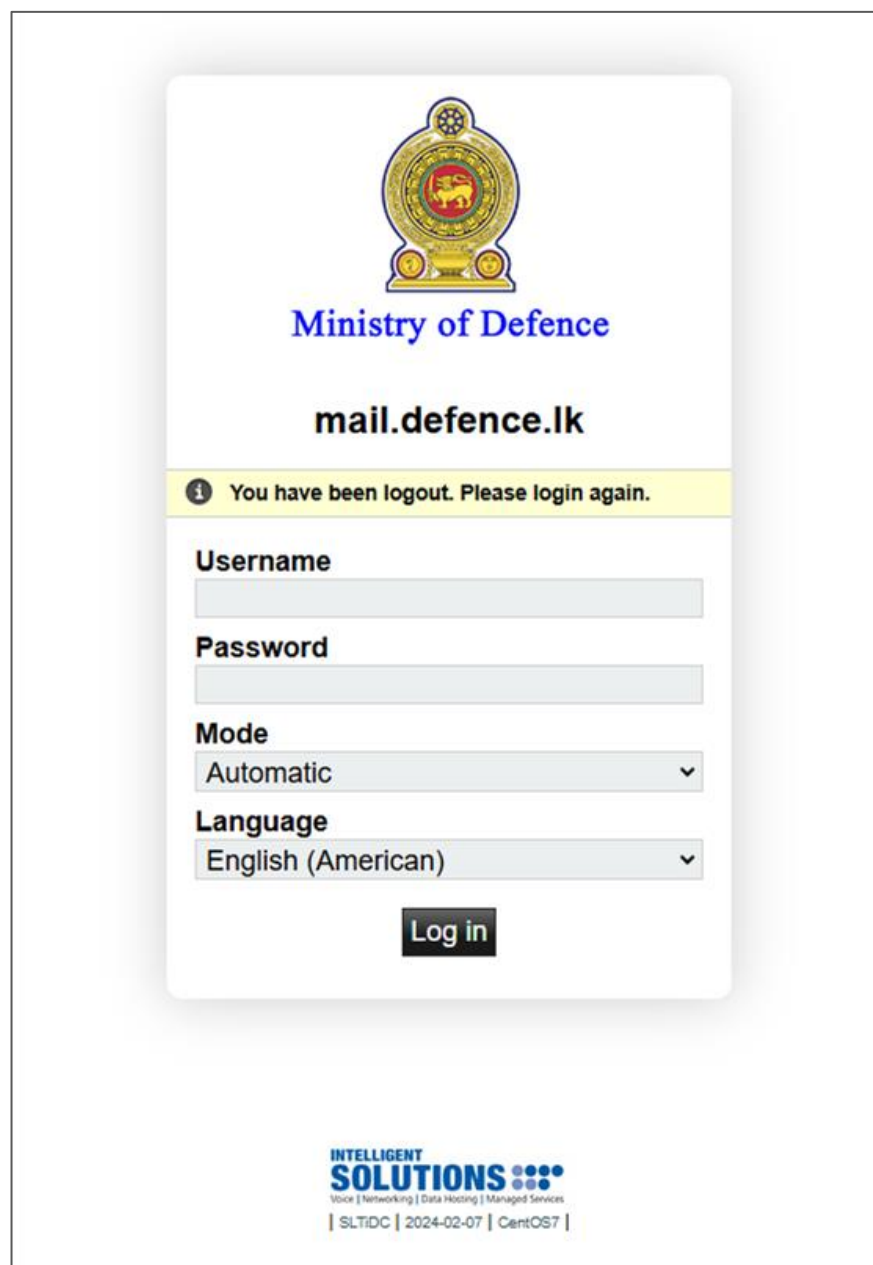 Ministry of Defence
mail.defence.lk
You have been logout. Please login again.
Username
Password
Mode
Automatic
Language
English (American)
Log in
INTELLIGENT
SOLUTIONS
Voice | Networking | Data Hosting | Managed Services
| SLTiDC | 2024-02-07 | CentOS7 |